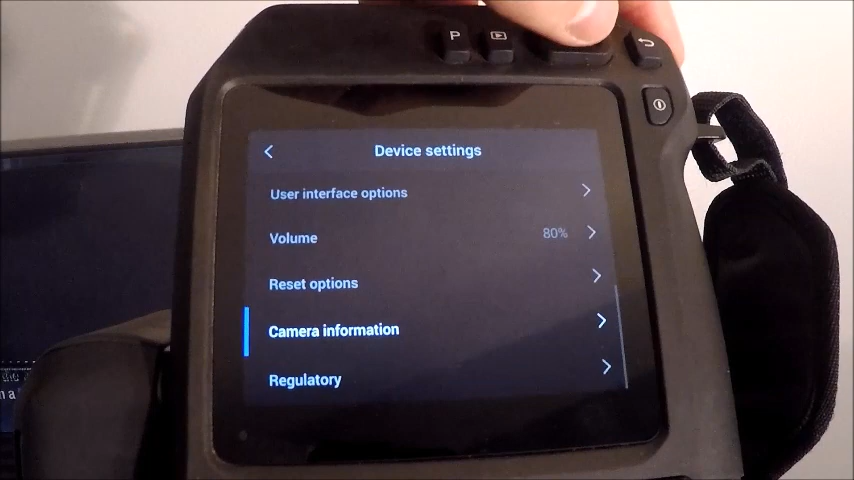 P
Device settings
User interface options
Volume 80%
Reset options
Camera information
Regulatory